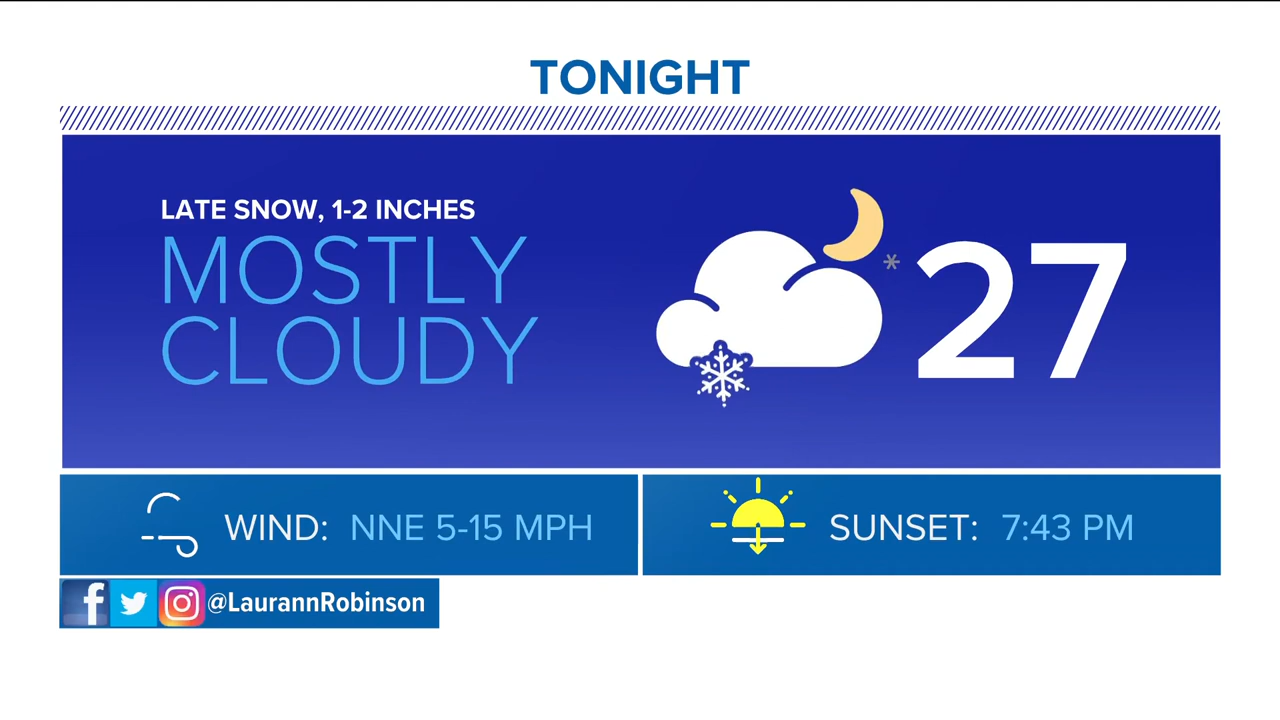 TONIGHT
LATE SNOW, 1-2 INCHES
MOSTLY
CLOUDY
27
WIND: NNE 5-15 MPH
SUNSET: 7:43 PM
@LaurannRobinson